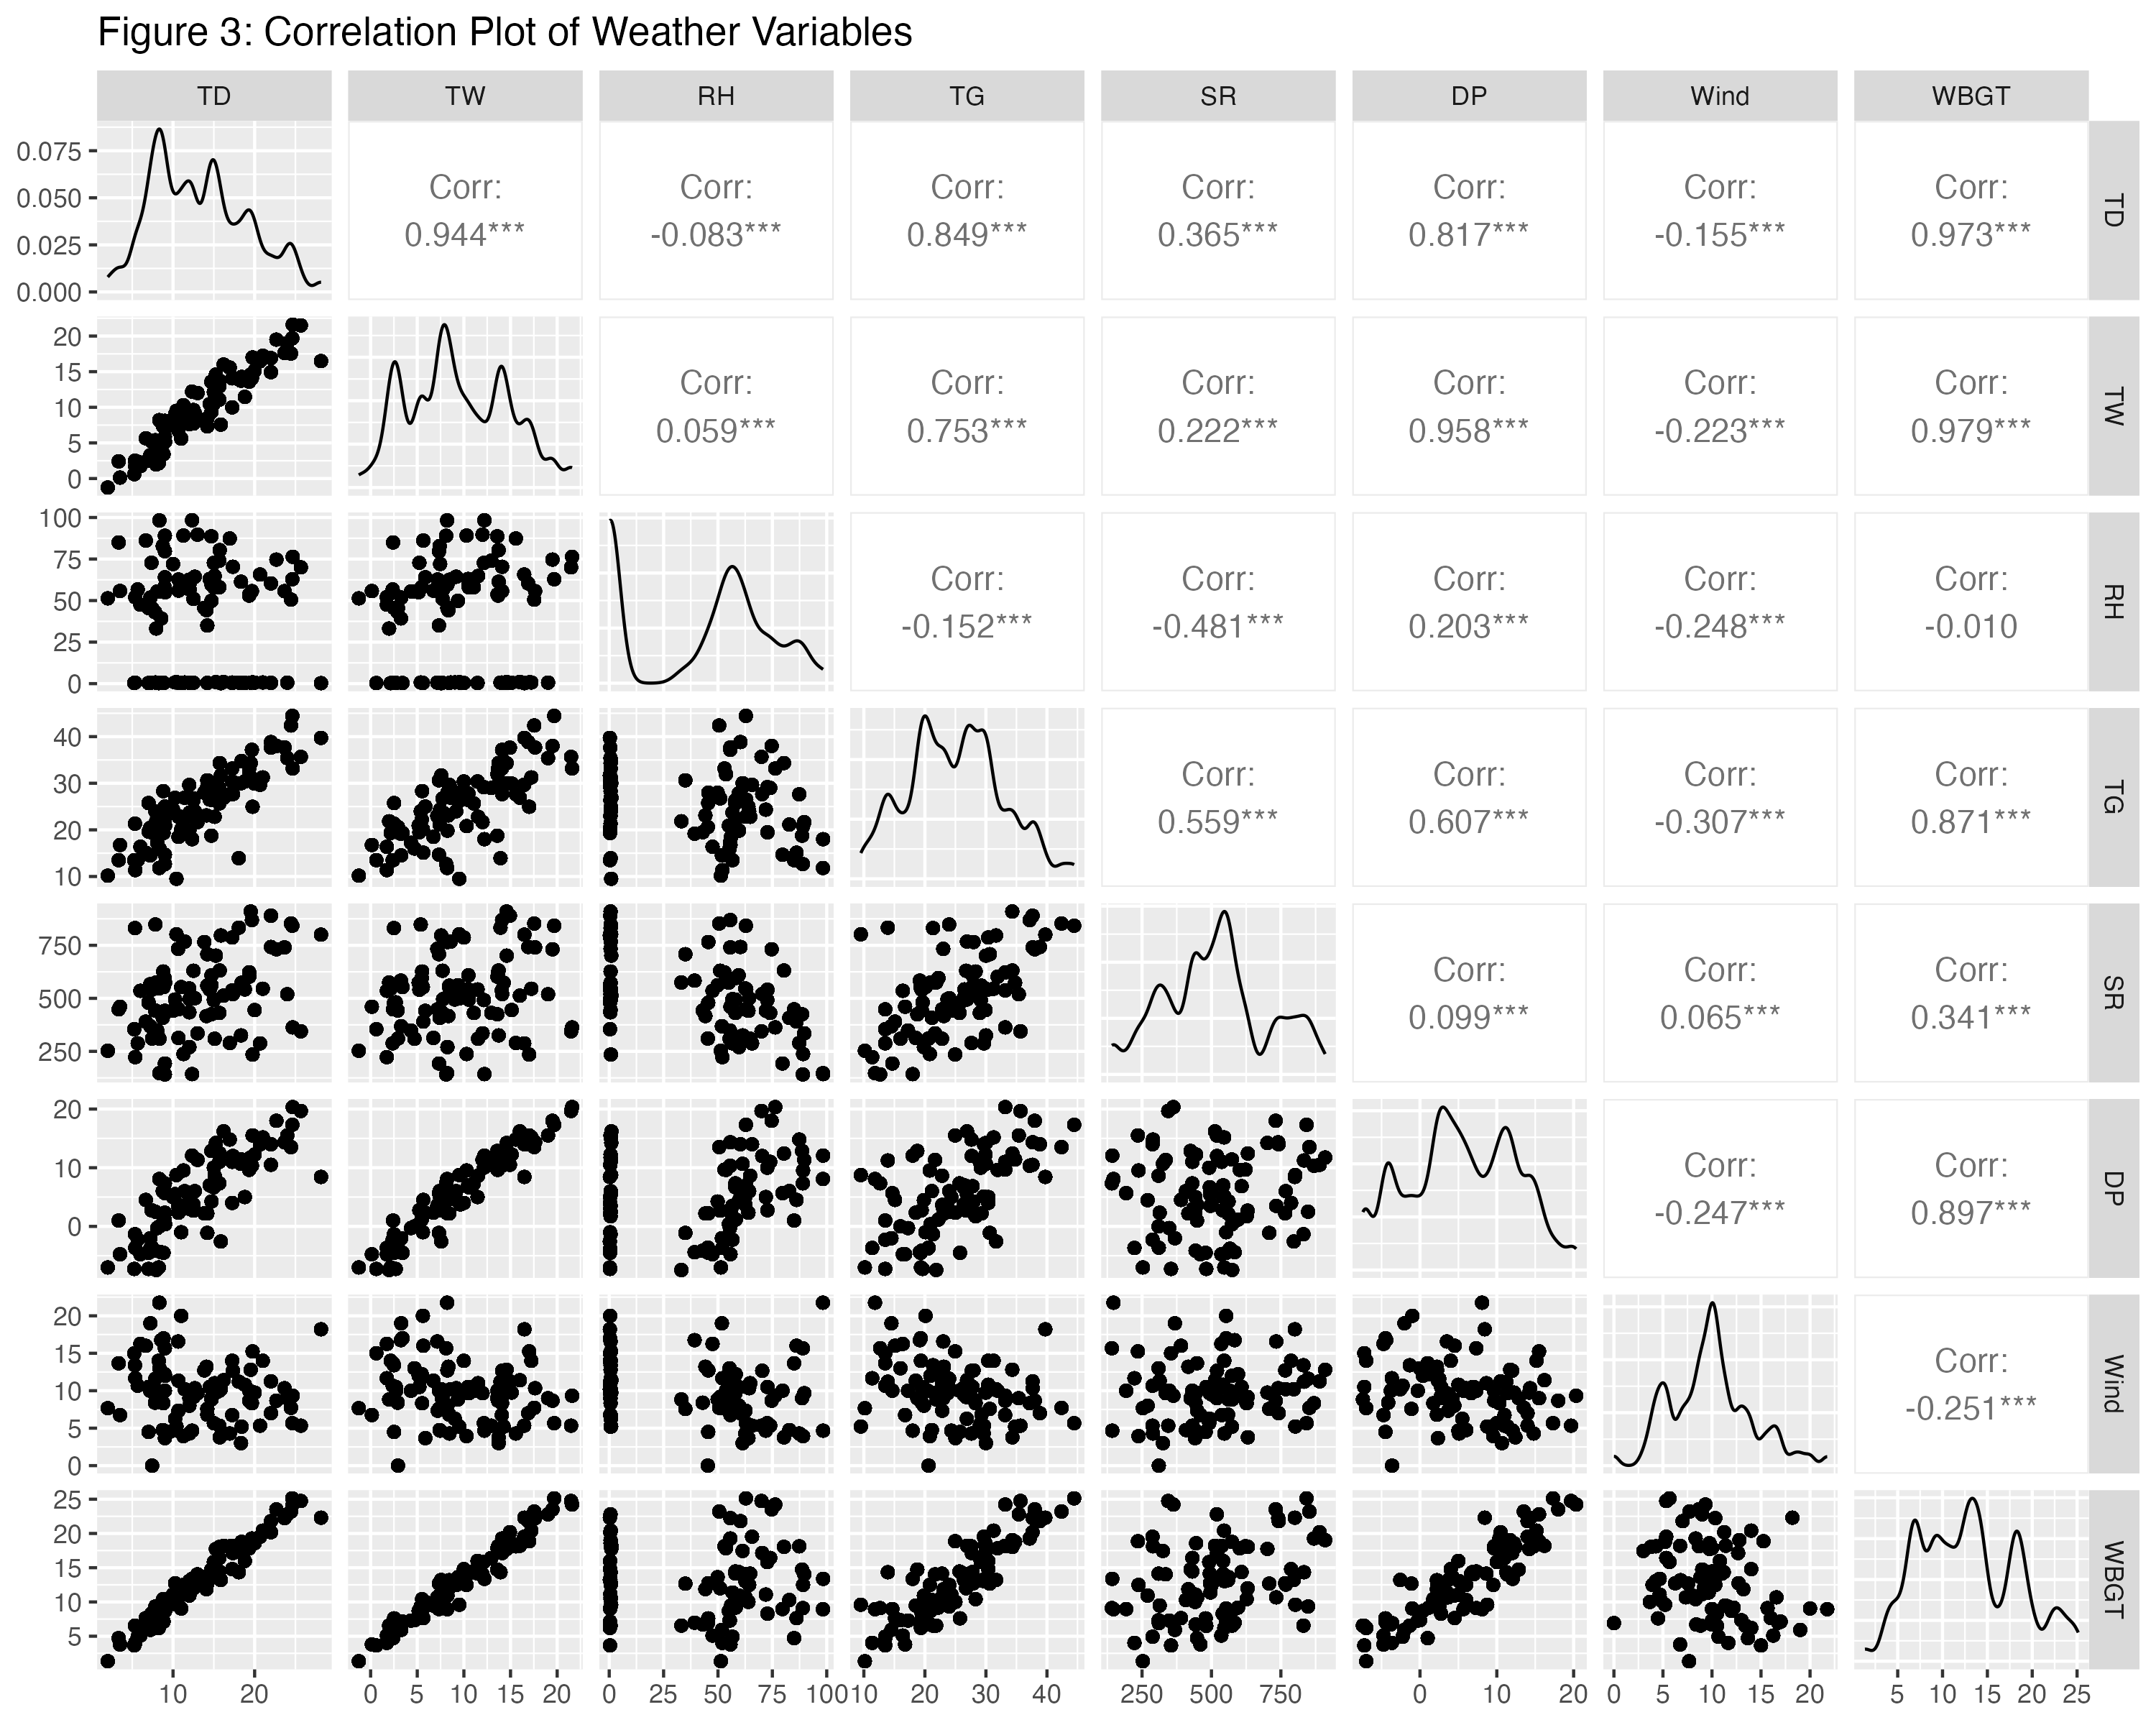 Figure 3: Correlation Plot of Weather Variables
TD TW RH TG SR DP Wind WBGT
0.075
0.050
0.025
0.000
Corr: Corr: Corr: Corr: Corr: Corr: Corr:
0.944*** -0.083*** 0.849*** 0.365*** 0.817*** -0.155*** 0.973***
TD
20
15
10
5
0
Corr: Corr: Corr: Corr: Corr: Corr:
0.059*** 0.753*** 0.222*** 0.958*** -0.223*** 0.979***
TW
100
75
50
25
0
Corr: Corr: Corr: Corr: Corr:
-0.152*** -0.481*** 0.203*** -0.248*** -0.010
RH
40
30
20
10
Corr: Corr: Corr: Corr:
0.559*** 0.607*** -0.307*** 0.871***
TG
750
500
250
Corr: Corr: Corr:
0.099*** 0.065*** 0.341***
SR
20
10
0
Corr: Corr:
-0.247*** 0.897***
DP
20
15
10
5
0
Corr:
-0.251***
Wind
25
20
15
10
5
WBGT
10 20 0 5 10 15 20 0 25 50 75 100 10 20 30 40 250 500 750 0 10 20 0 5 10 15 20 5 10 15 20 25